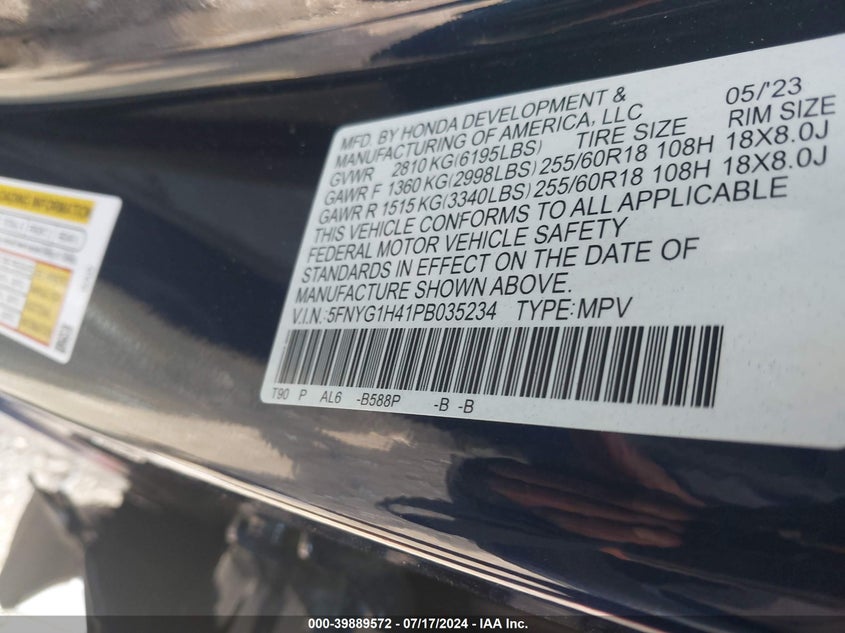 MFD. BY HONDA DEVELOPMENT & 05/'23
MANUFACTURING OF AMERICA, LLC
GVWR 2810 KG(6195LBS) TIRE SIZE RIM SIZE
GAWR F 1360 KG(2998LBS) 255/60R18 108H 18X8.0J
GAWR R 1515 KG(3340LBS) 255/60R18 108H 18X8.0J
THIS VEHICLE CONFORMS TO ALL APPLICABLE
FEDERAL MOTOR VEHICLE SAFETY
STANDARDS IN EFFECT ON THE DATE OF
MANUFACTURE SHOWN ABOVE.
V.I.N.:5FNYG1H41PB035234 TYPE:MPV
T90 P AL6 -B588P -B -B
LOADING INFORMATION
000-39889572 / 07/17/2024 - IAA Inc.